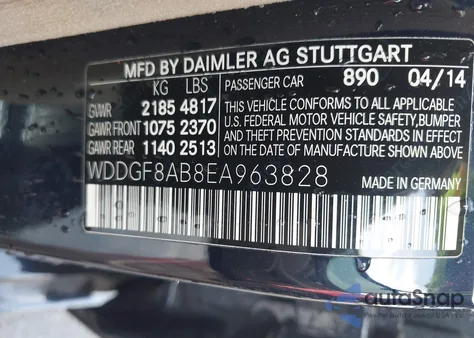 MFD BY DAIMLER AG STUTTGART
KG LBS PASSENGER CAR 890 04/14
GVWR 2185 4817 THIS VEHICLE CONFORMS TO ALL APPLICABLE
GAWR FRONT 1075 2370 U.S. FEDERAL MOTOR VEHICLE SAFETY,BUMPER
GAWR REAR 1140 2513 AND THEFT PREVENTION STANDARDS IN EFFECT
ON THE DATE OF MANUFACTURE SHOWN ABOVE.
WDDGF8AB8EA963828 MADE IN GERMANY
autoSnap